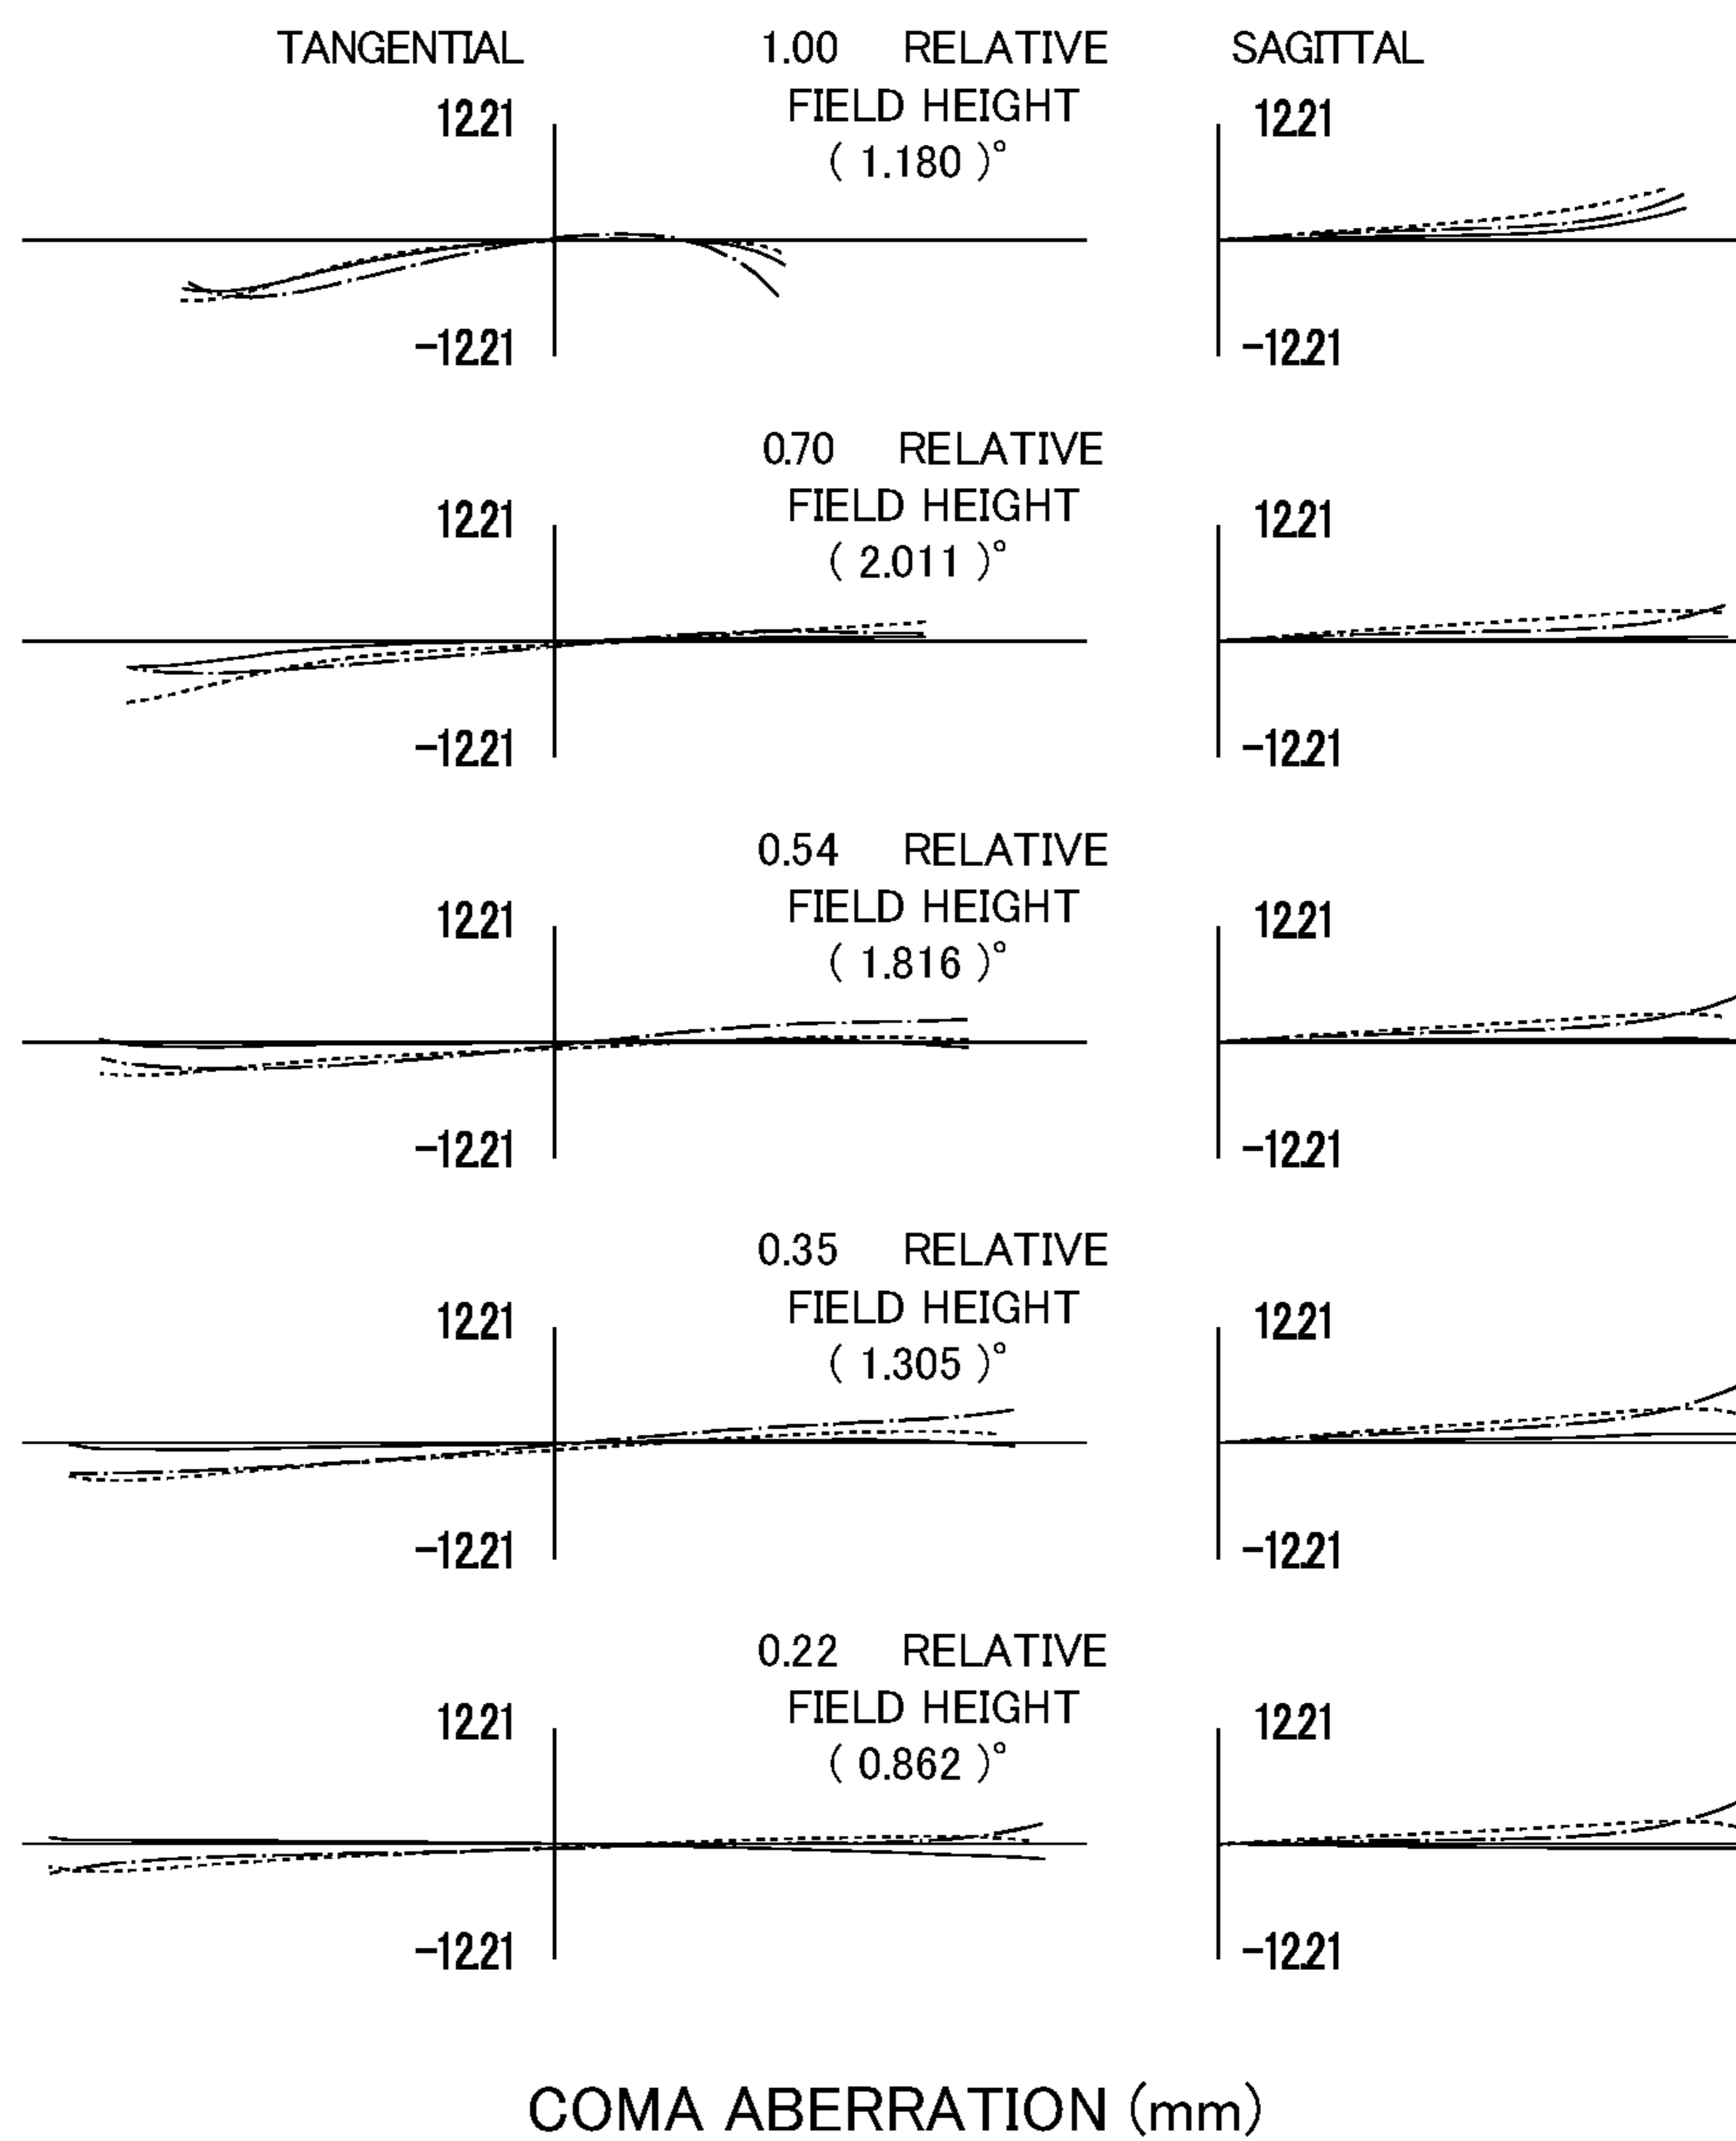 TANGENTIAL 1.00 RELATIVE SAGITTAL
FIELD HEIGHT
12.21 12.21
( 1.180 )°
-12.21 -12.21
0.70 RELATIVE
FIELD HEIGHT
12.21 12.21
( 2.011 )°
-12.21 -12.21
0.54 RELATIVE
FIELD HEIGHT
12.21 12.21
( 1.816 )°
-12.21 -12.21
0.35 RELATIVE
FIELD HEIGHT
12.21 12.21
( 1.305 )°
-12.21 -12.21
0.22 RELATIVE
FIELD HEIGHT
12.21 12.21
( 0.862 )°
-12.21 -12.21
COMA ABERRATION (mm)